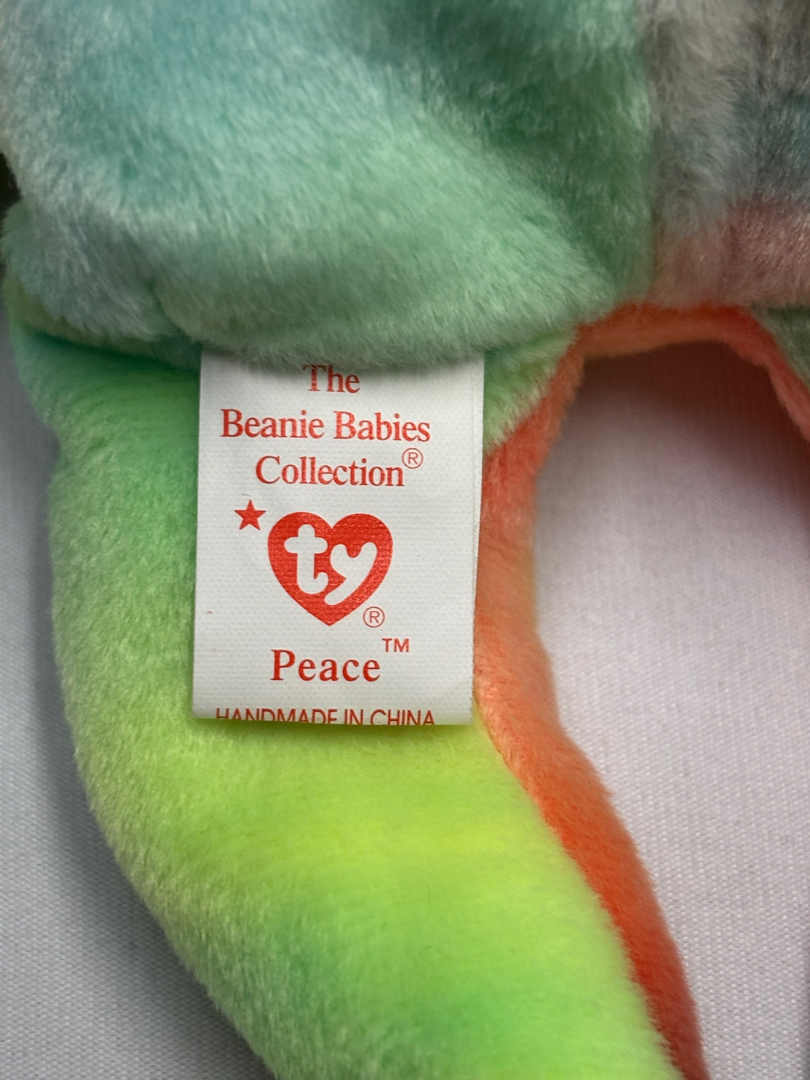 The
Beanie Babies
Collection®
ty®
Peace™
HANDMADE IN CHINA